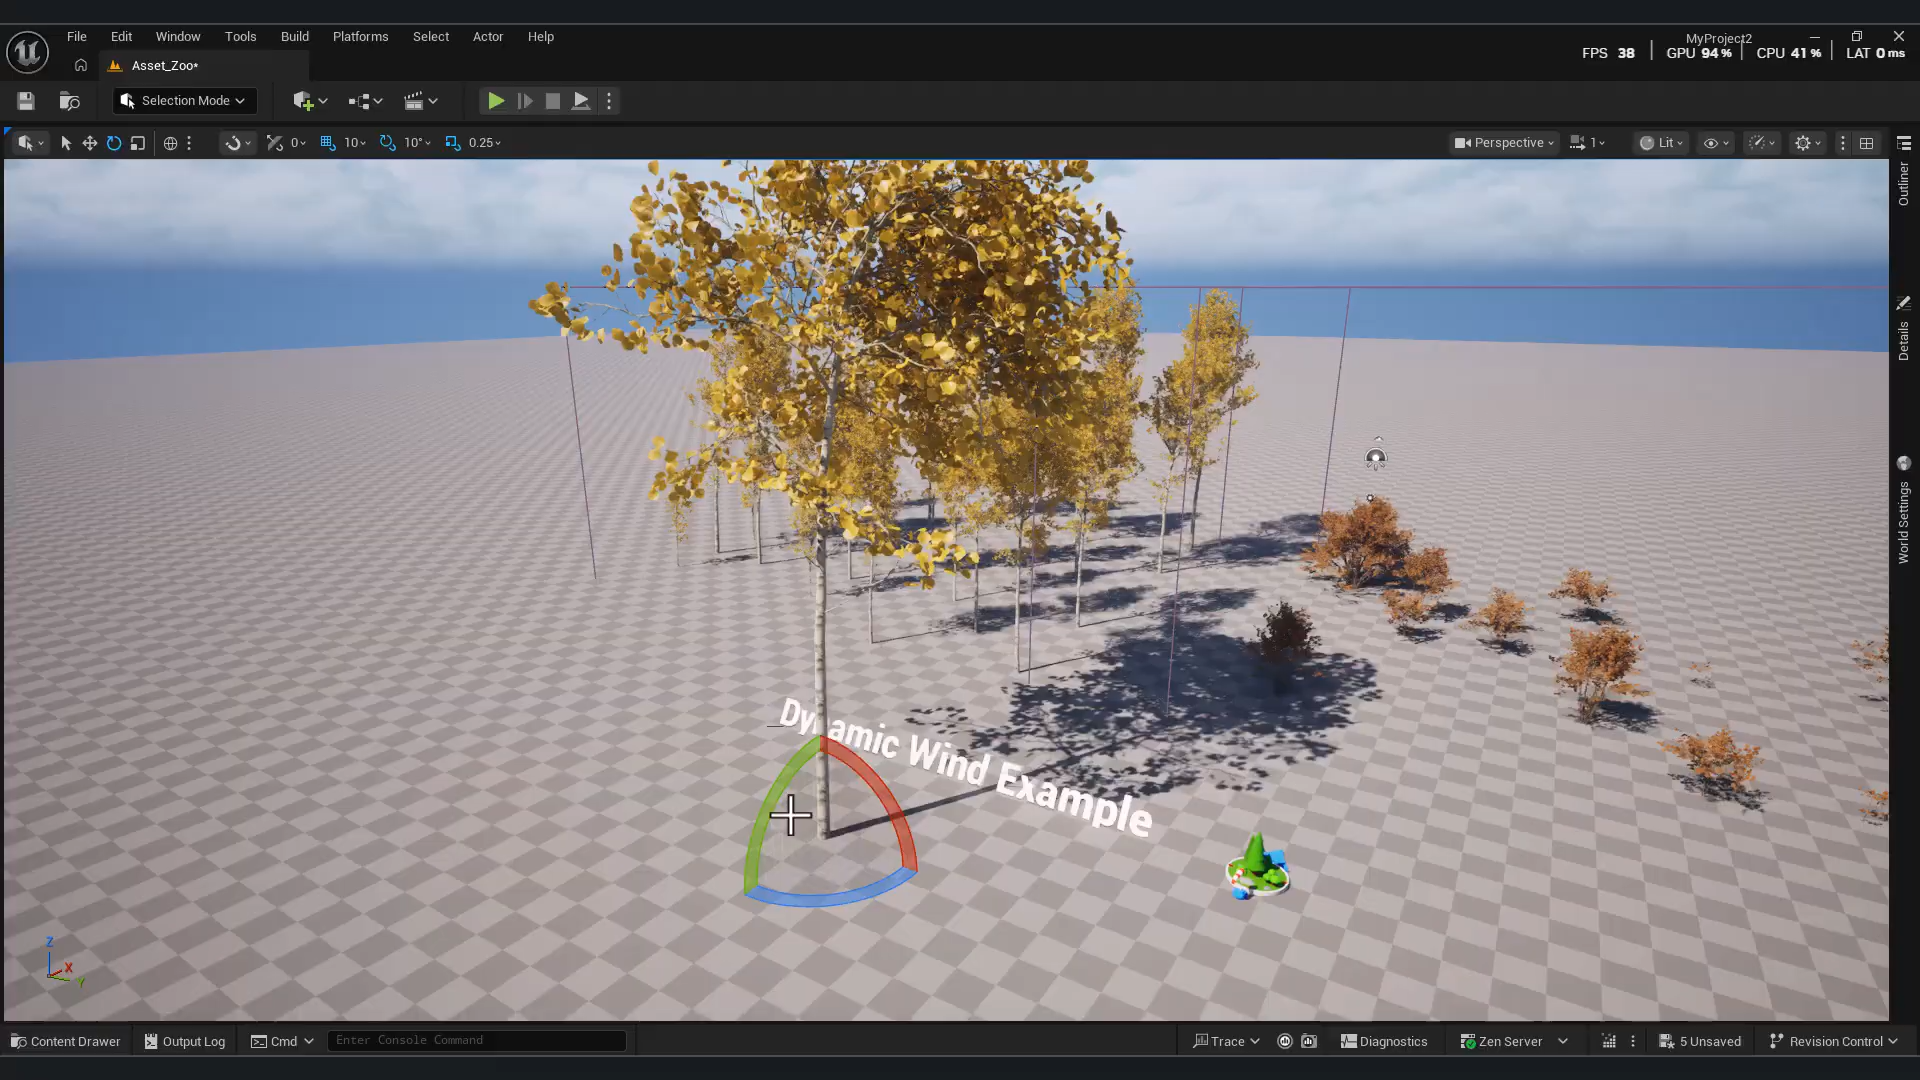 File Edit Window Tools Build Platforms Select Actor Help
MyProject2
FPS 38 GPU 94% CPU 41% LAT 0 ms
Asset_Zoo*
Selection Mode
0 10 10° 0.25
Perspective 1 Lit
Outliner
Details
World Settings
Dynamic Wind Example
Z
X
Y
Content Drawer Output Log Cmd Enter Console Command Trace Diagnostics Zen Server 5 Unsaved Revision Control